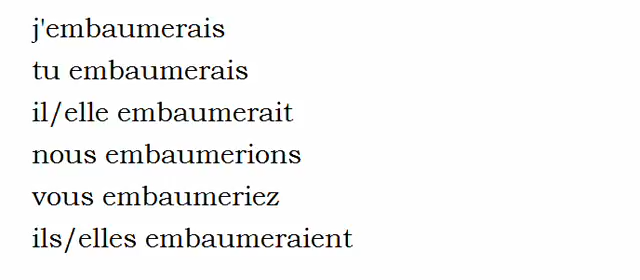 j'embaumerais
tu embaumerais
il/elle embaumerait
nous embaumerions
vous embaumeriez
ils/elles embaumeraient